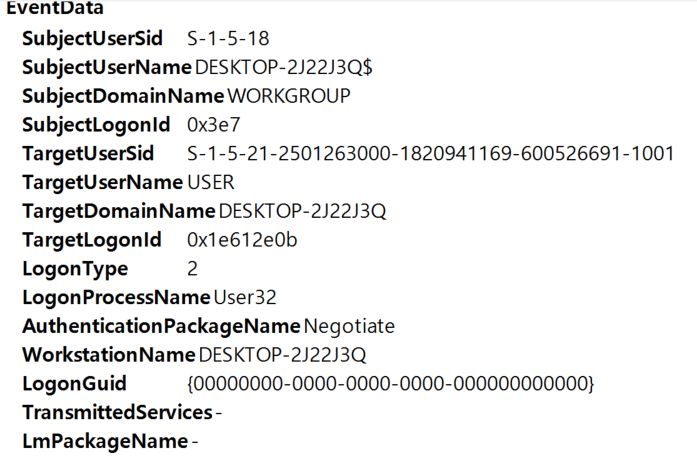 EventData
SubjectUserSid S-1-5-18
SubjectUserName DESKTOP-2J22J3Q$
SubjectDomainName WORKGROUP
SubjectLogonId 0x3e7
TargetUserSid S-1-5-21-2501263000-1820941169-600526691-1001
TargetUserName USER
TargetDomainName DESKTOP-2J22J3Q
TargetLogonId 0x1e612e0b
LogonType 2
LogonProcessName User32
AuthenticationPackageName Negotiate
WorkstationName DESKTOP-2J22J3Q
LogonGuid {00000000-0000-0000-0000-000000000000}
TransmittedServices -
LmPackageName -